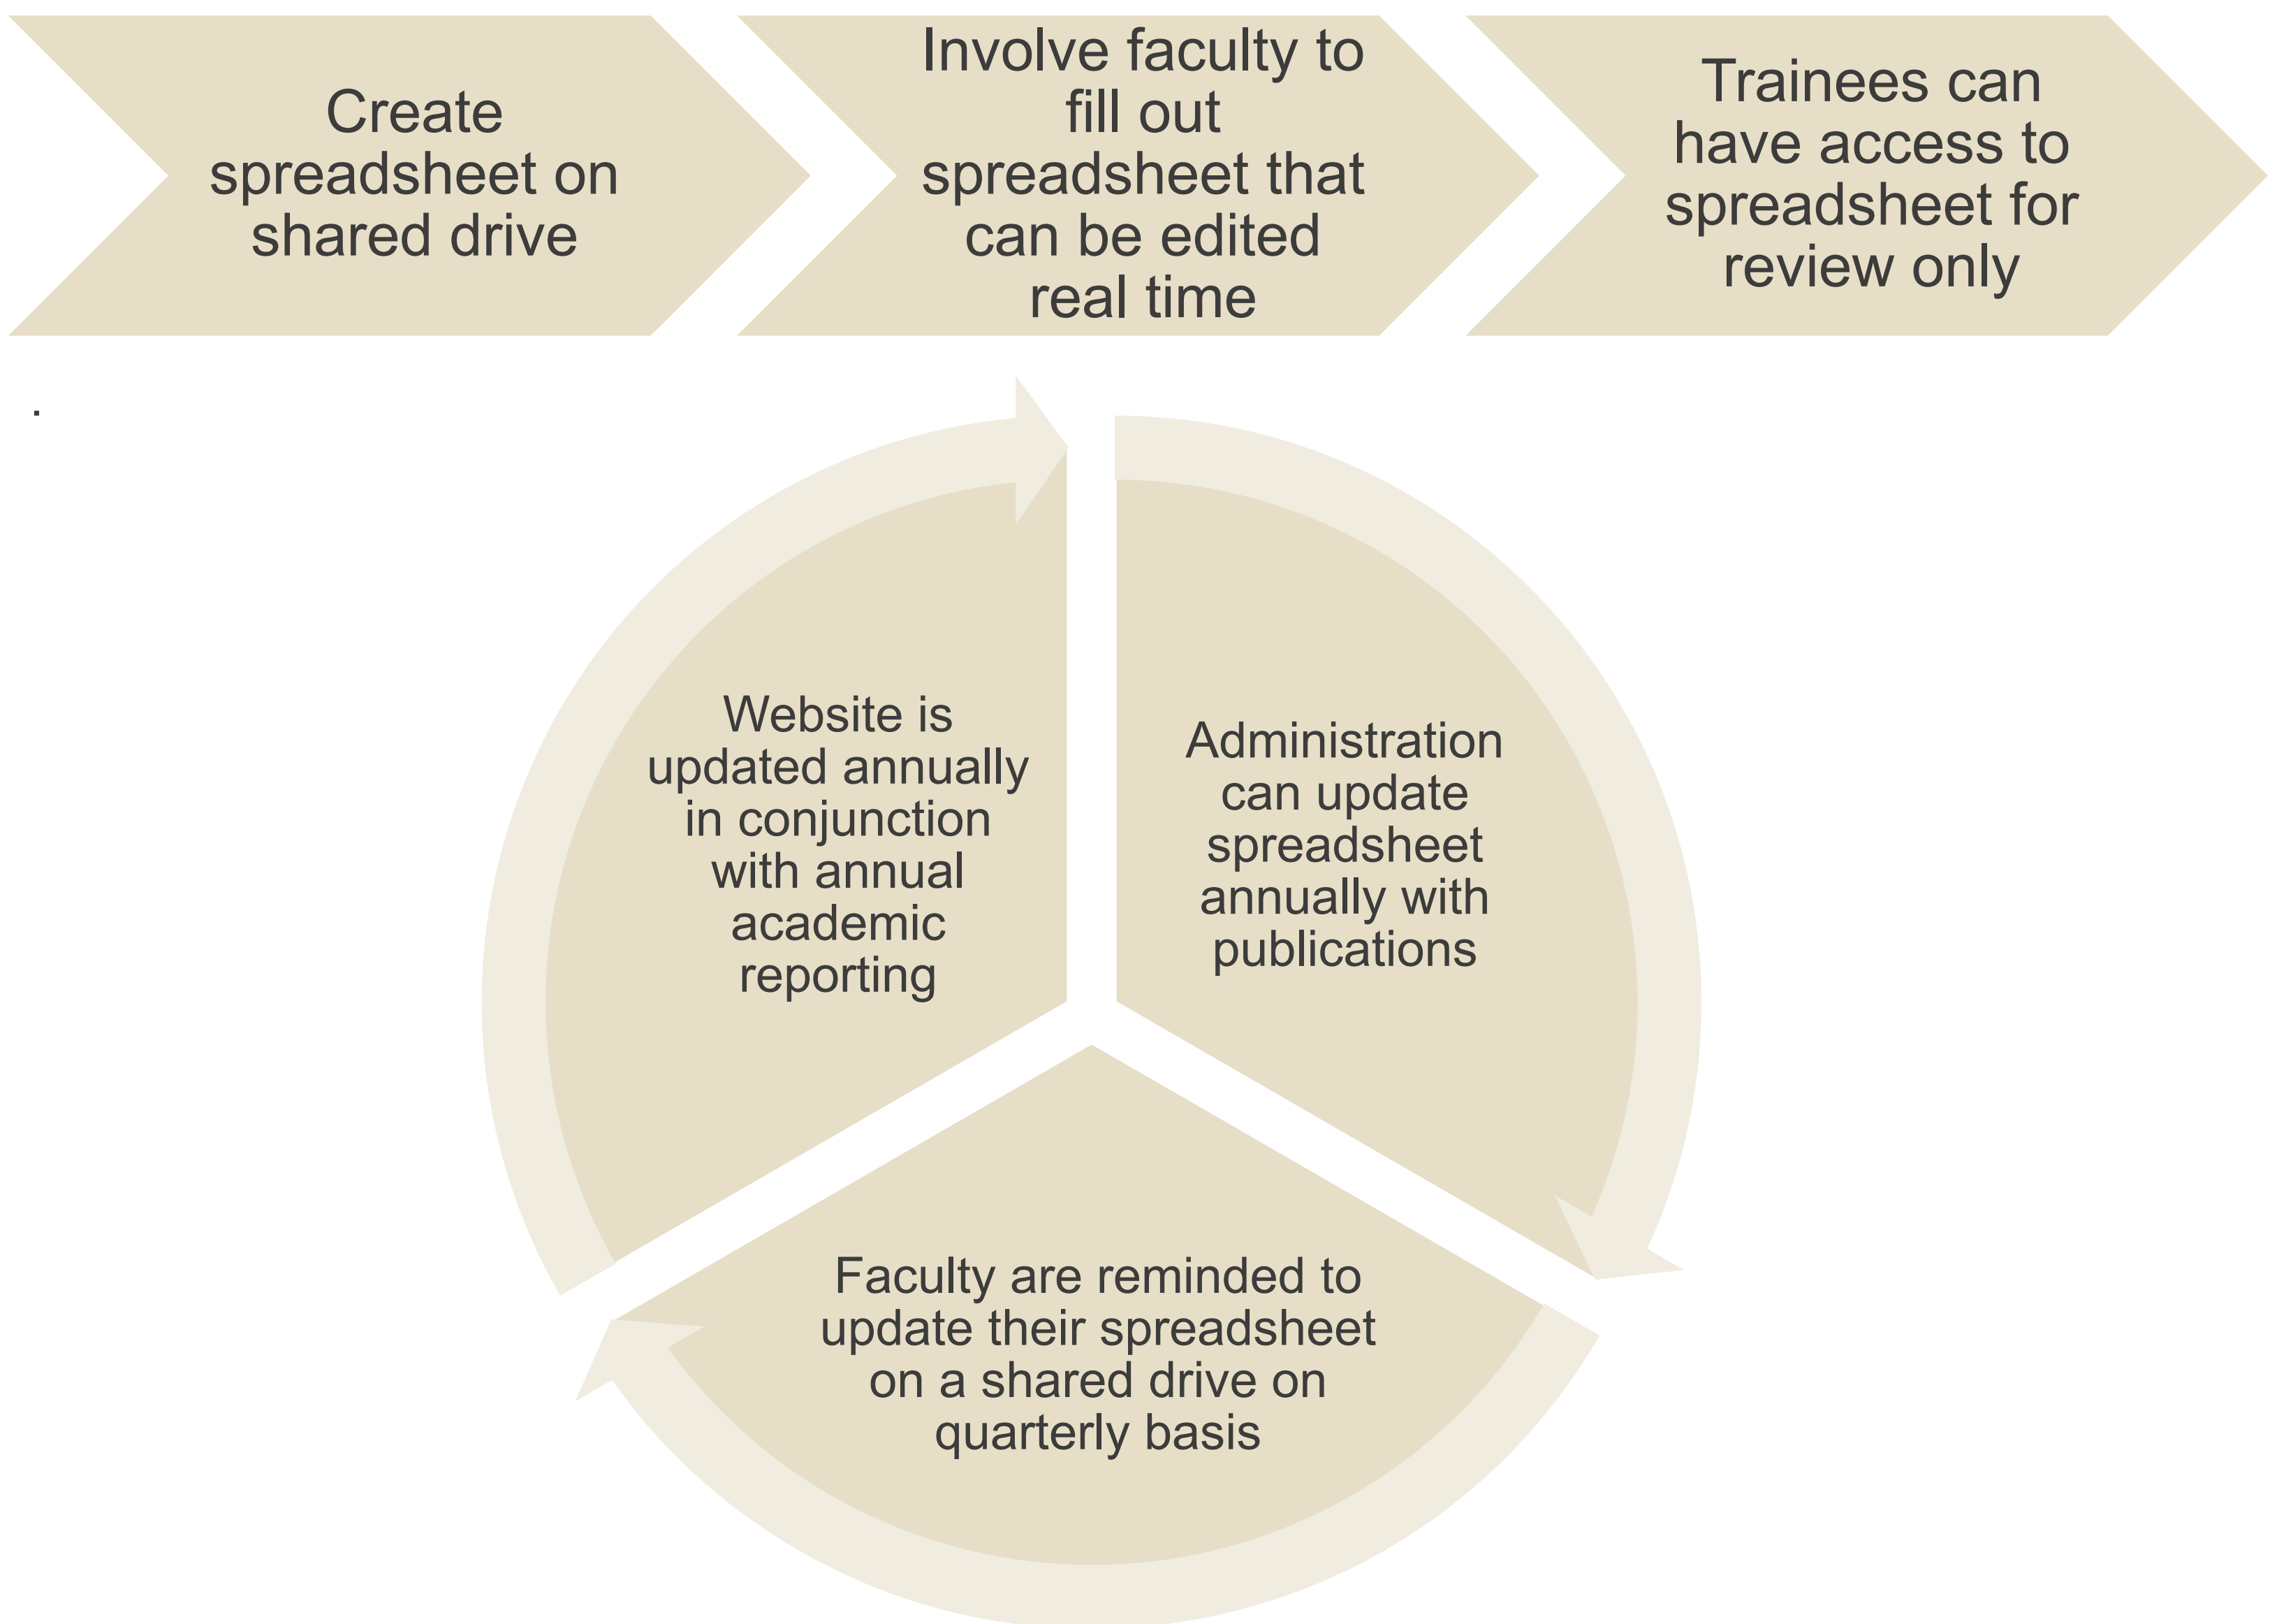 Create
spreadsheet on
shared drive
Involve faculty to
fill out
spreadsheet that
can be edited
real time
Trainees can
have access to
spreadsheet for
review only
.
Website is
updated annually
in conjunction
with annual
academic
reporting
Administration
can update
spreadsheet
annually with
publications
Faculty are reminded to
update their spreadsheet
on a shared drive on
quarterly basis